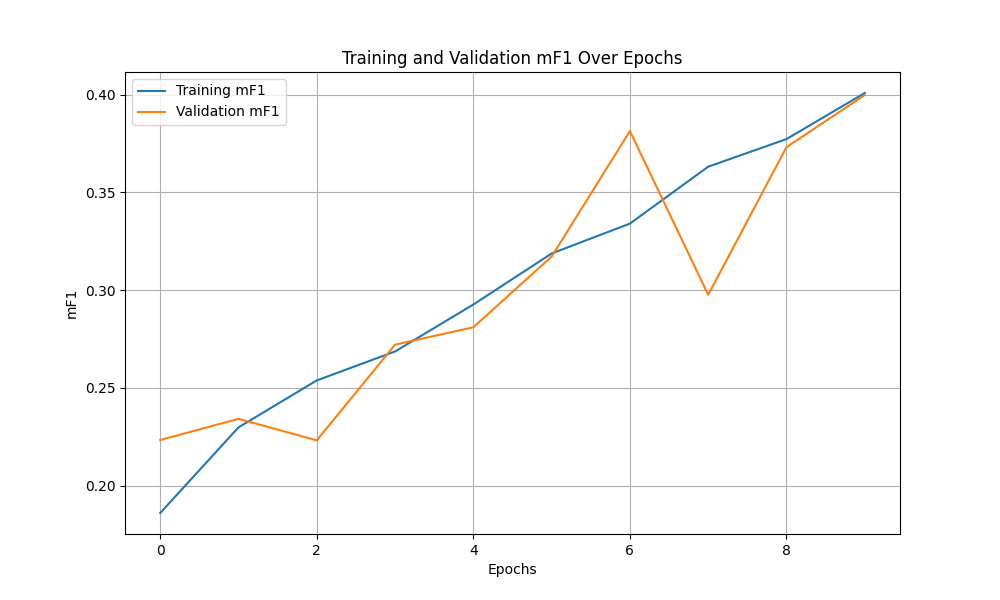 Training and Validation mF1 Over Epochs
Training mF1
Validation mF1
mF1
0.40
0.35
0.30
0.25
0.20
0 2 4 6 8
Epochs